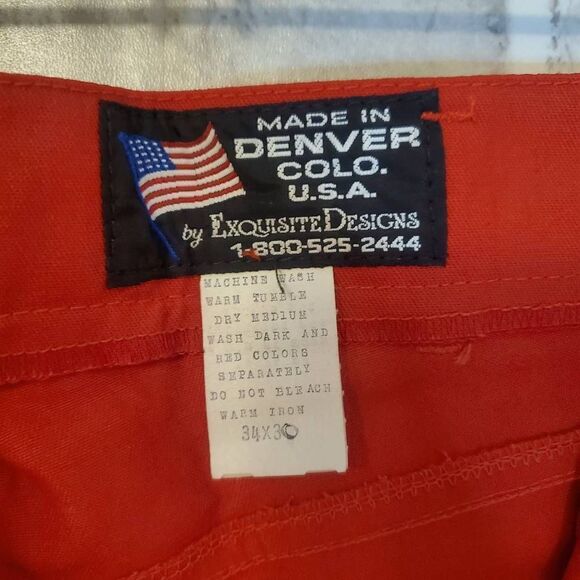 MADE IN
DENVER
COLO.
U.S.A.
by EXQUISITE DESIGNS
1-800-525-2444
MACHINE WASH
WARM TUMBLE
DRY MEDIUM
WASH DARK AND
RED COLORS
SEPARATELY
DO NOT BLEACH
WARM IRON
34X30